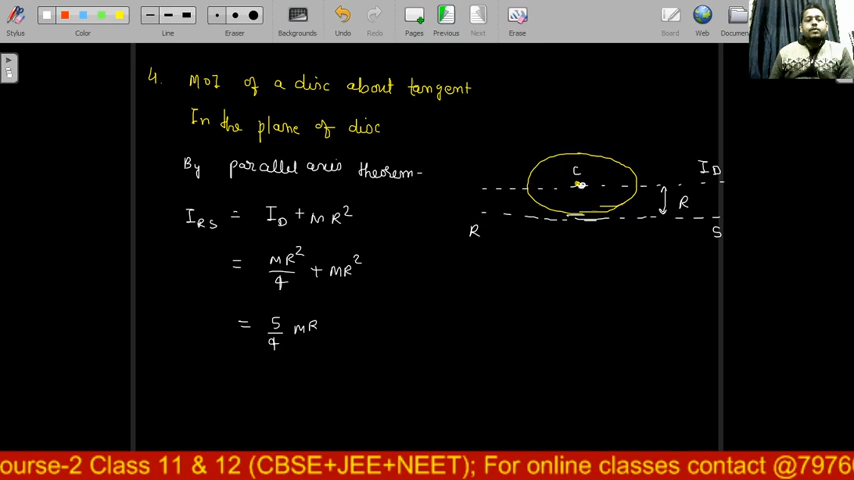 Stylus
Color
Line
Eraser
Backgrounds
Undo
Pages
Previous
Next
Erase
Board
Web
Documen
4. MOI of a disc about tangent
In the plane of disc
By parallel axis theorem-
I_RS = I_D + MR²
= MR²/4 + MR²
= 5/4 MR
C
I_D
R
R
S
ourse-2 Class 11 & 12 (CBSE+JEE+NEET); For online classes contact @7976